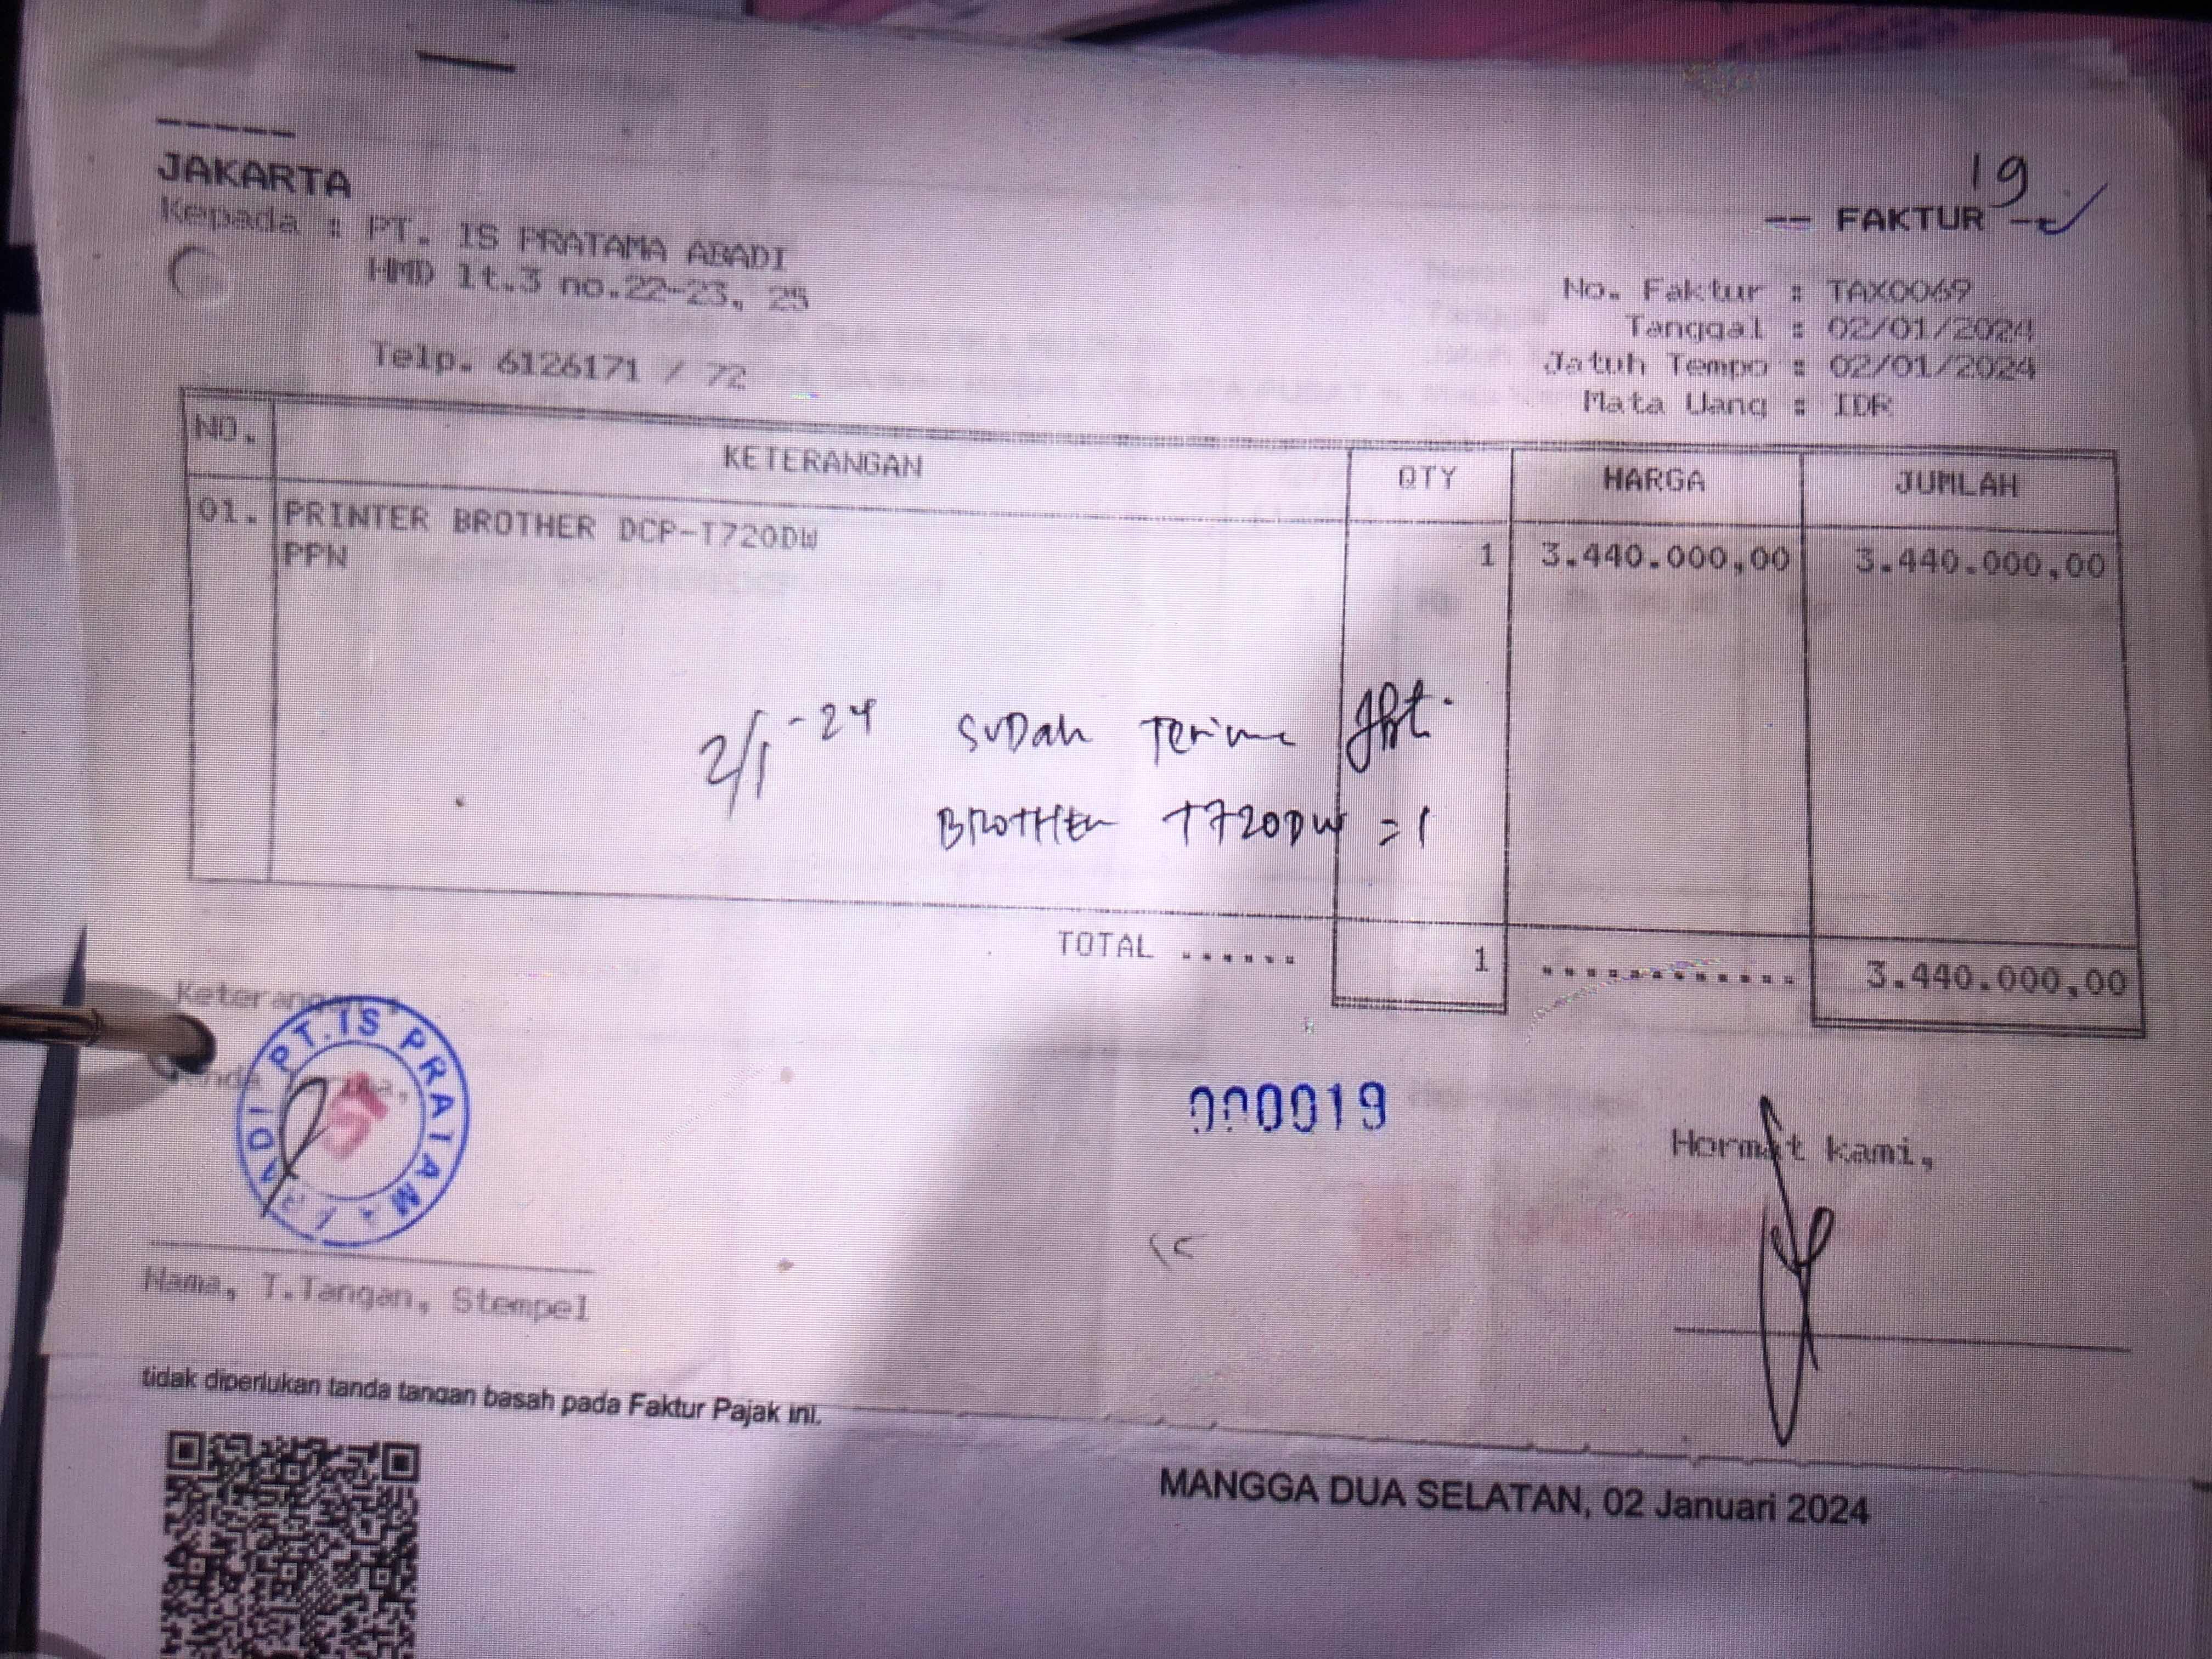 JAKARTA
19
-- FAKTUR --
Kepada : PT. IS PRATAMA ABADI
HMD lt.3 no.22-23, 25
Telp. 6126171 / 72
No. Faktur : TAX0069
Tanggal : 02/01/2024
Jatuh Tempo : 02/01/2024
Mata Uang : IDR
NO. KETERANGAN QTY HARGA JUMLAH
01. PRINTER BROTHER DCP-T720DW 1 3.440.000,00 3.440.000,00
PPN
2/1-24 SUDah Terima
BROTHER T720DW = 1
TOTAL ...... 1 ............ 3.440.000,00
Keterangan
PT. IS PRATAMA ABADI
000019
Hormat kami,
Nama, T.Tangan, Stempel
tidak diperlukan tanda tangan basah pada Faktur Pajak ini.
MANGGA DUA SELATAN, 02 Januari 2024